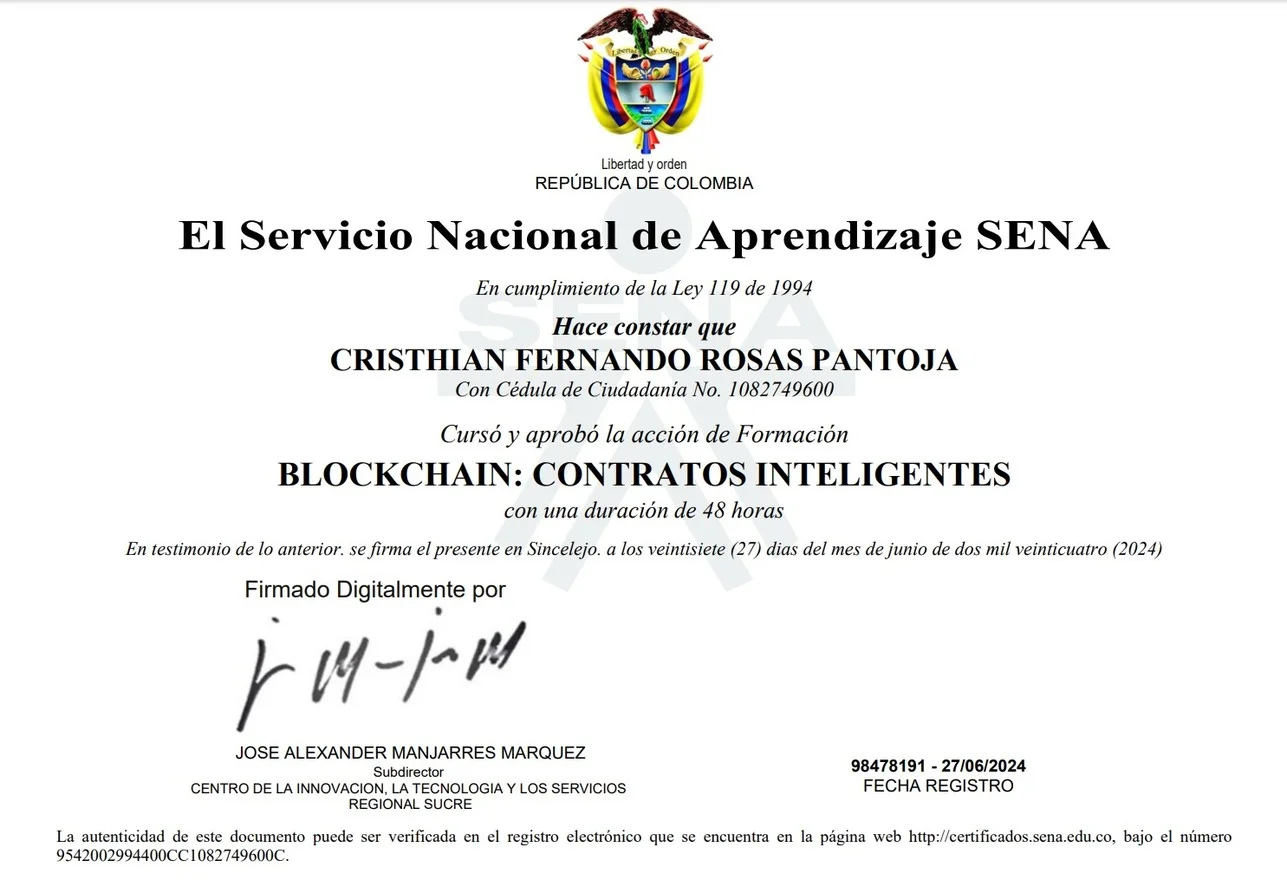 Libertad y Orden
Libertad y orden
REPÚBLICA DE COLOMBIA
El Servicio Nacional de Aprendizaje SENA
En cumplimiento de la Ley 119 de 1994
SENA
Hace constar que
CRISTHIAN FERNANDO ROSAS PANTOJA
Con Cédula de Ciudadanía No. 1082749600
Cursó y aprobó la acción de Formación
BLOCKCHAIN: CONTRATOS INTELIGENTES
con una duración de 48 horas
En testimonio de lo anterior. se firma el presente en Sincelejo. a los veintisiete (27) dias del mes de junio de dos mil veinticuatro (2024)
Firmado Digitalmente por
JOSE ALEXANDER MANJARRES MARQUEZ
Subdirector
CENTRO DE LA INNOVACION, LA TECNOLOGIA Y LOS SERVICIOS
REGIONAL SUCRE
98478191 - 27/06/2024
FECHA REGISTRO
La autenticidad de este documento puede ser verificada en el registro electrónico que se encuentra en la página web http://certificados.sena.edu.co, bajo el número
9542002994400CC1082749600C.